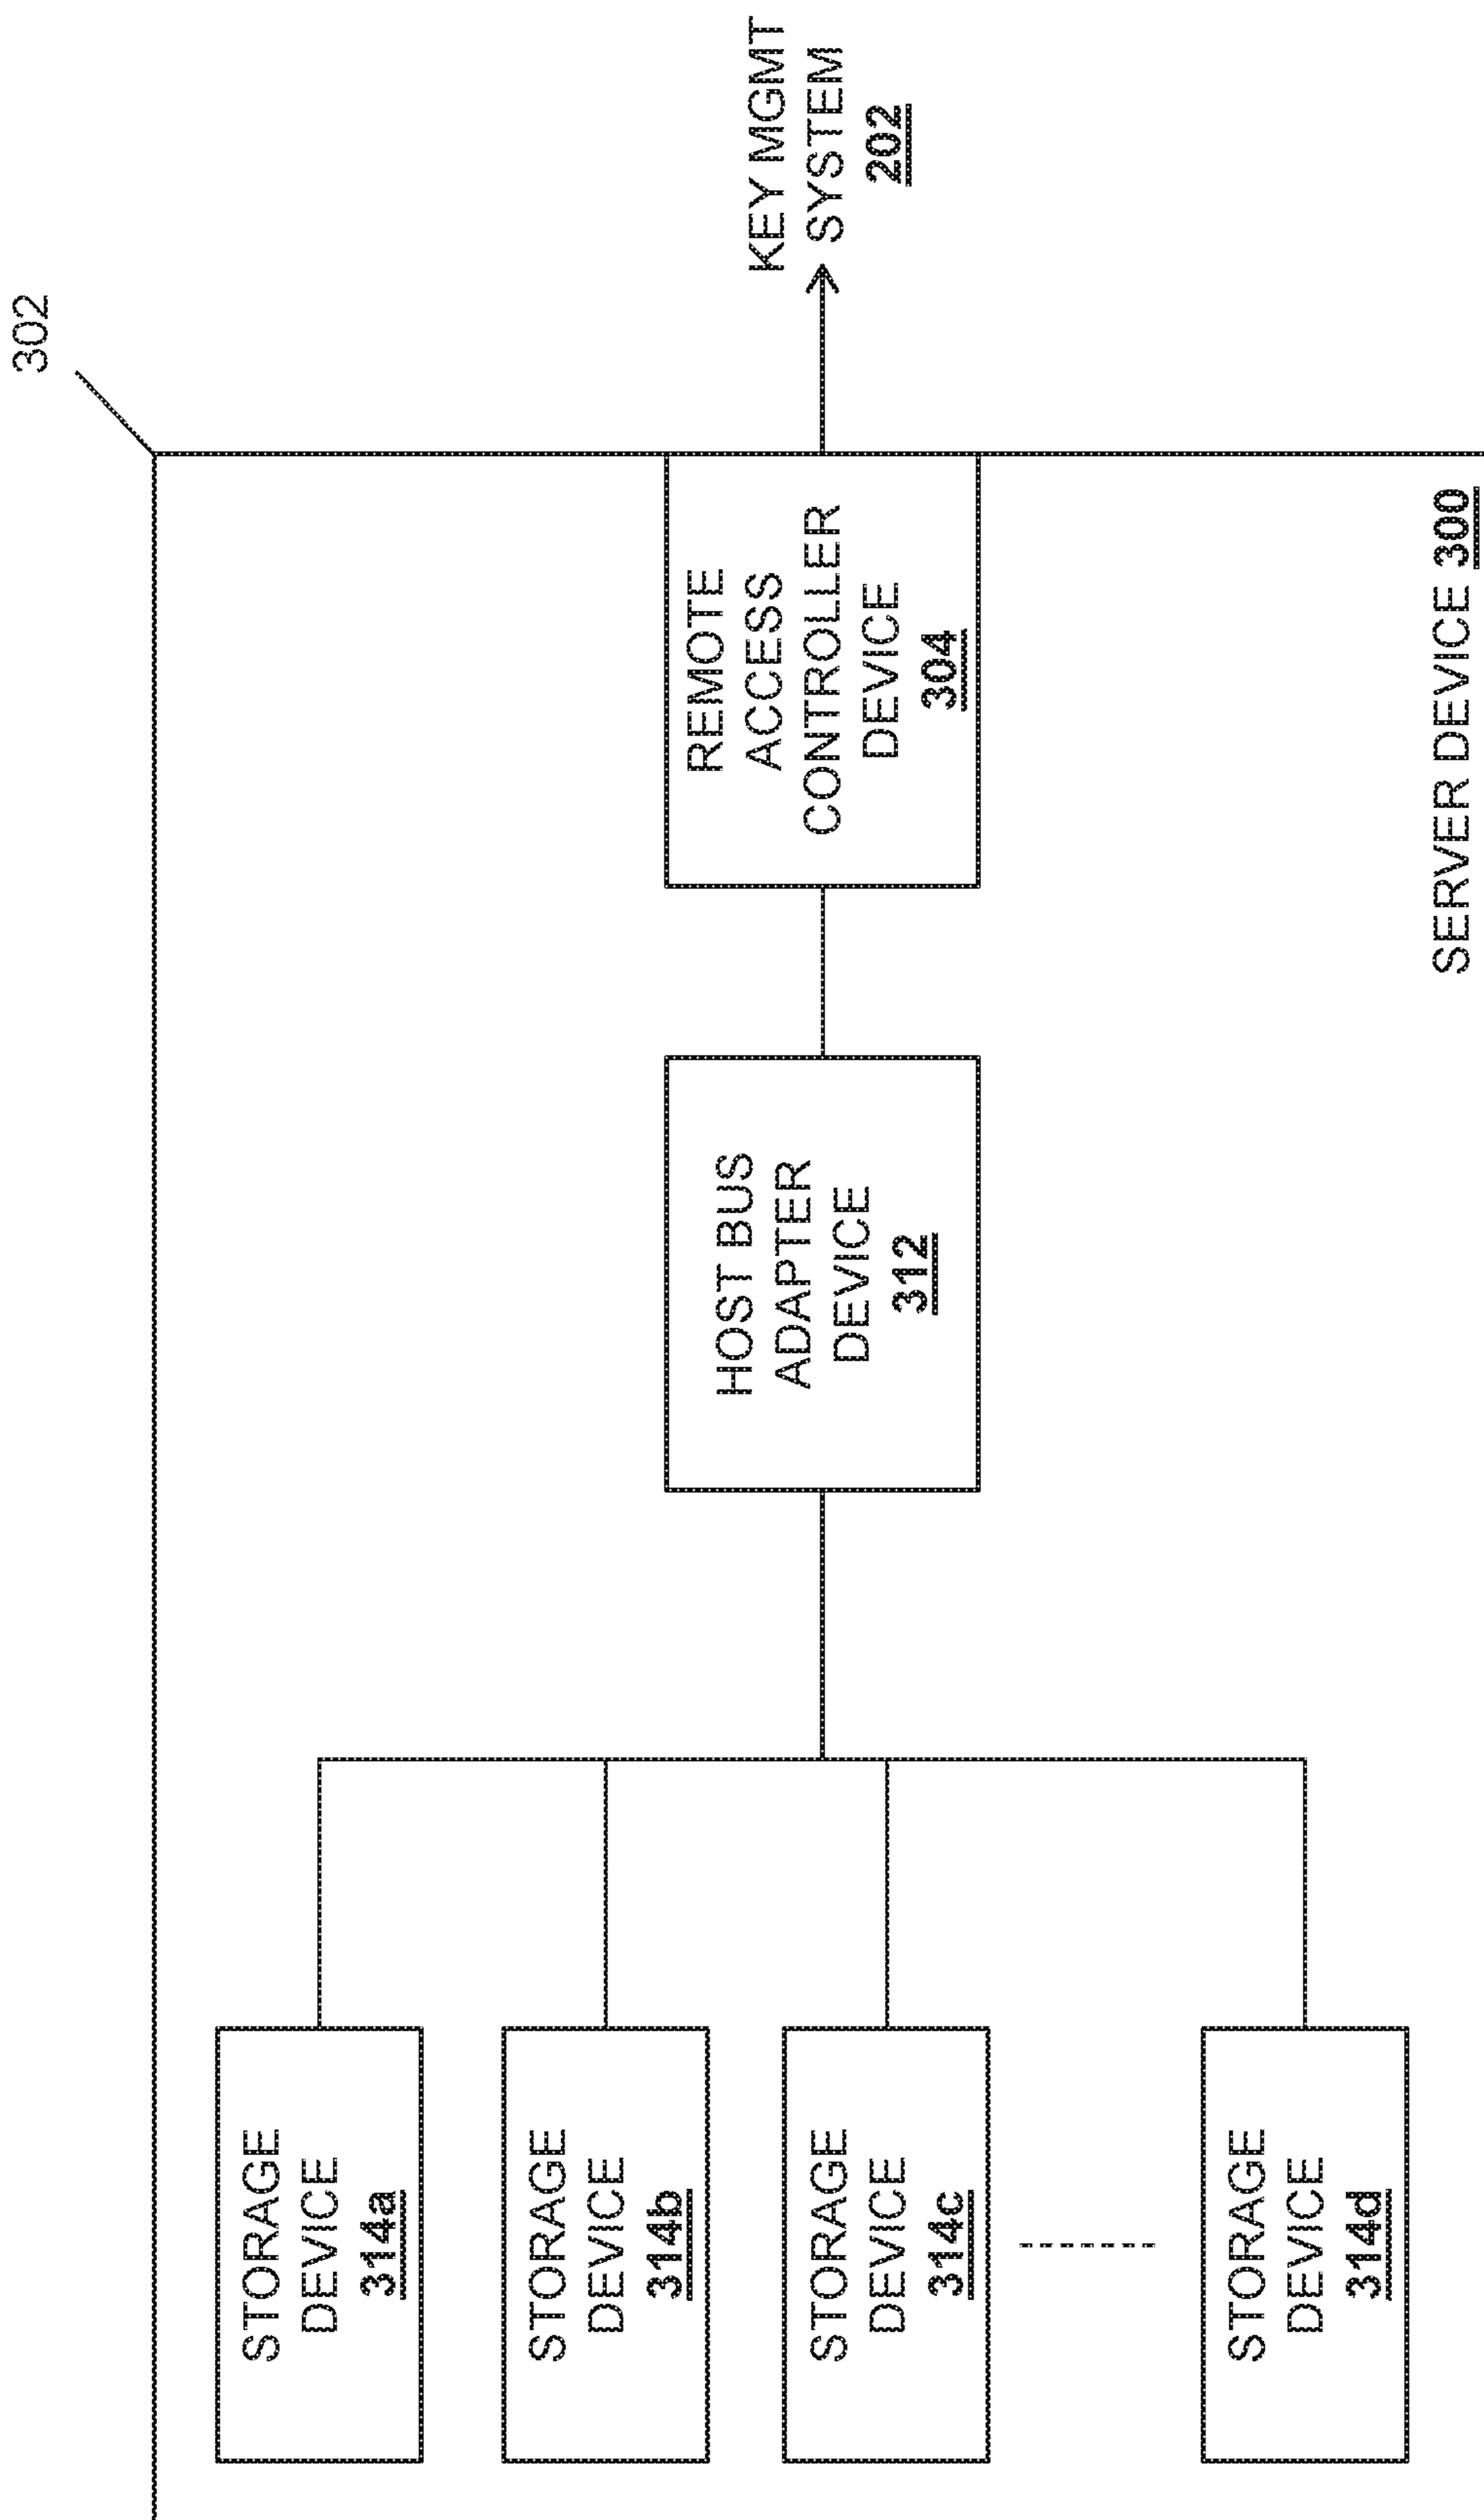 302
STORAGE
DEVICE
314a
STORAGE
DEVICE
314b
STORAGE
DEVICE
314c
STORAGE
DEVICE
314d
HOST BUS
ADAPTER
DEVICE
312
REMOTE
ACCESS
CONTROLLER
DEVICE
304
KEY MGMT
SYSTEM
202
SERVER DEVICE 300